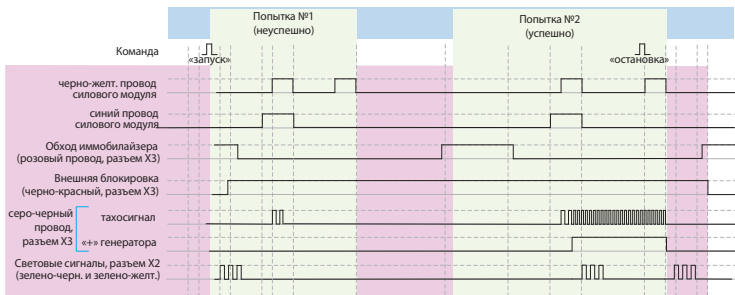 Попытка №1
(неуспешно)
Попытка №2
(успешно)
Команда
«запуск»
«остановка»
черно-желт. провод
силового модуля
синий провод
силового модуля
Обход иммобилайзера
(розовый провод, разъем X3)
Внешняя блокировка
(черно-красный, разъем X3)
серо-черный
провод,
разъем X3
тахосигнал
«+» генератора
Световые сигналы, разъем X2
(зелено-черн. и зелено-желт.)